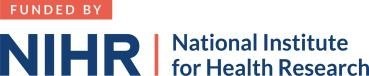 FUNDED BY
NIHR | National Institute
for Health Research